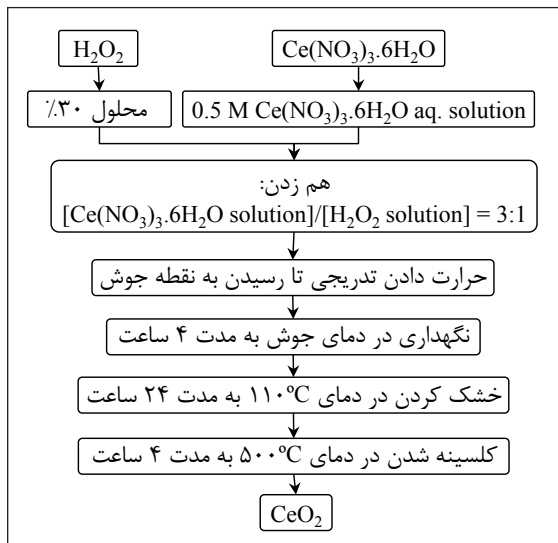 H₂O₂
Ce(NO₃)₃.6H₂O
محلول ۳۰٪
0.5 M Ce(NO₃)₃.6H₂O aq. solution
هم زدن:
[Ce(NO₃)₃.6H₂O solution]/[H₂O₂ solution] = 3:1
حرارت دادن تدریجی تا رسیدن به نقطه جوش
نگهداری در دمای جوش به مدت ۴ ساعت
خشک کردن در دمای ۱۱۰ºC به مدت ۲۴ ساعت
کلسینه شدن در دمای ۵۰۰ºC به مدت ۴ ساعت
CeO₂